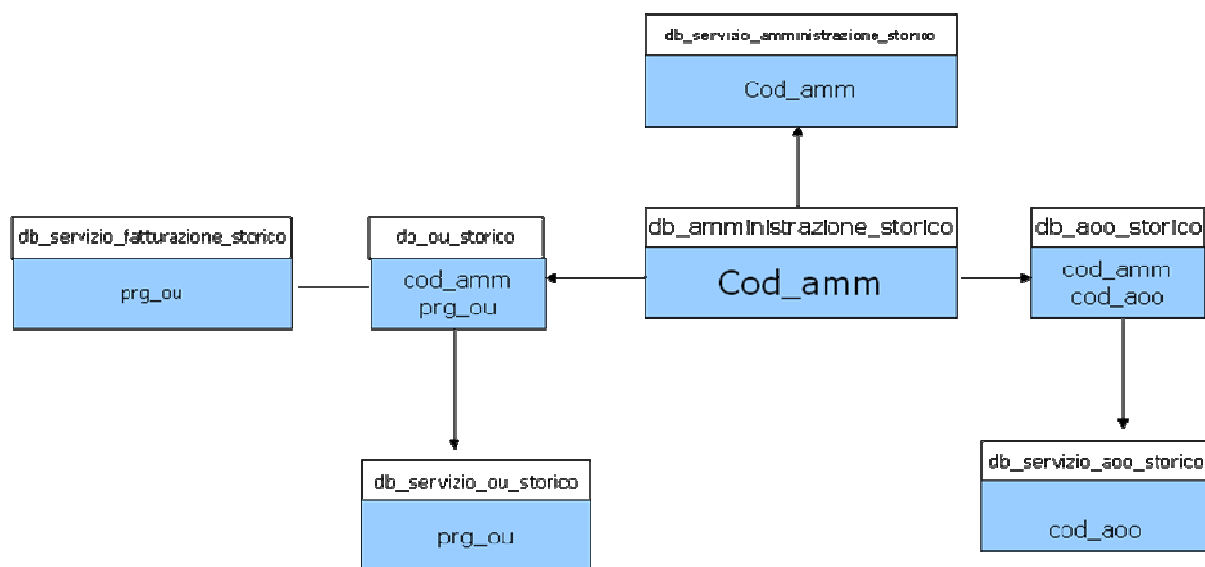 db_servizio_amministrazione_storico
Cod_amm
db_servizio_fatturazione_storico
prg_ou
db_ou_storico
cod_amm
prg_ou
db_amministrazione_storico
Cod_amm
db_aoo_storico
cod_amm
cod_aoo
db_servizio_ou_storico
prg_ou
db_servizio_aoo_storico
cod_aoo